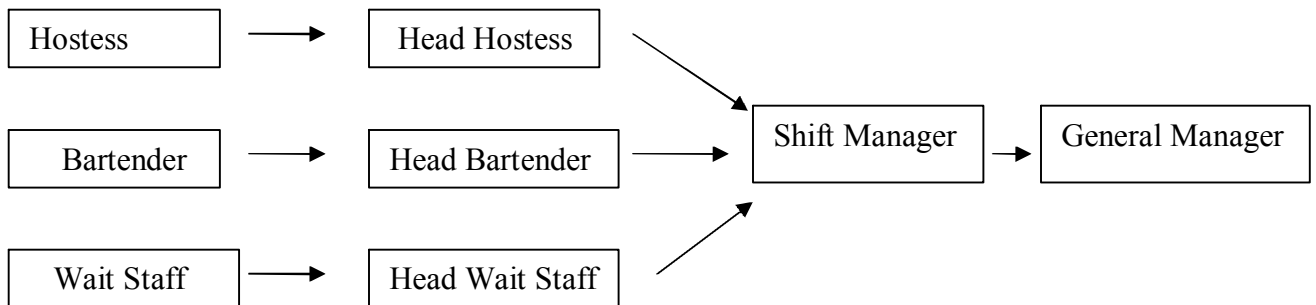 Hostess
Head Hostess
Shift Manager
General Manager
Bartender
Head Bartender
Wait Staff
Head Wait Staff